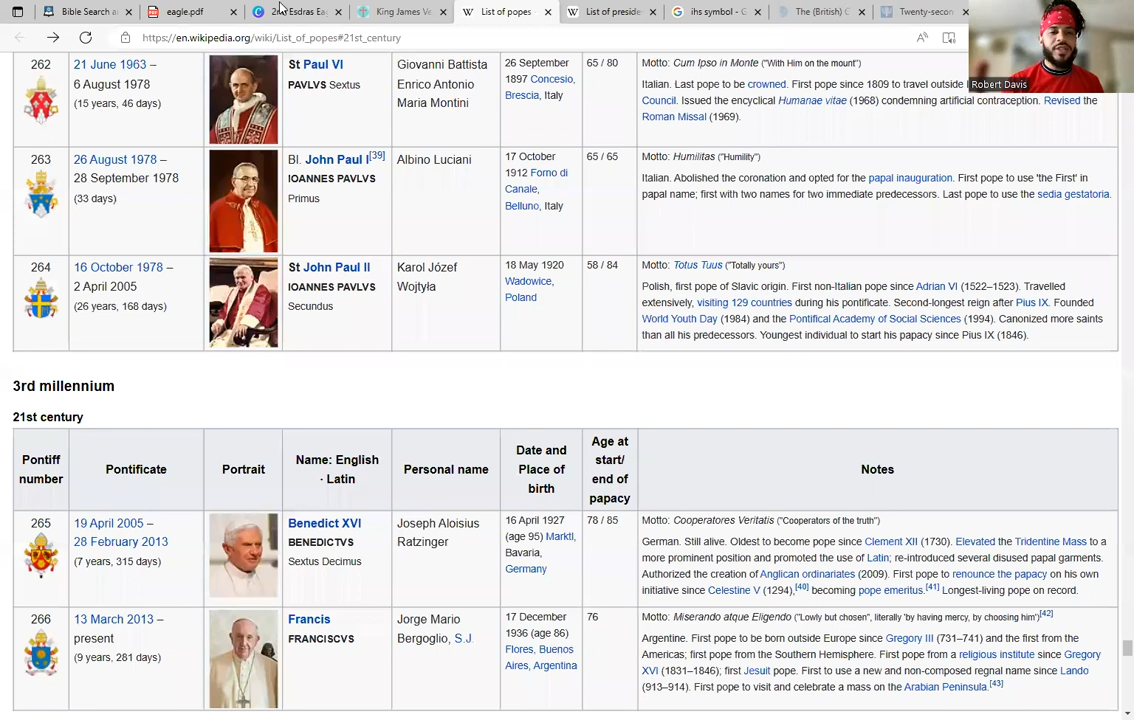 Bible Search a
eagle.pdf
2nd Esdras Ea
King James Ve
List of popes
List of preside
ihs symbol - G
The (British) G
Twenty-secon
https://en.wikipedia.org/wiki/List_of_popes#21st_century
Robert Davis
262
21 June 1963 –
6 August 1978
(15 years, 46 days)
St Paul VI
PAVLVS Sextus
Giovanni Battista
Enrico Antonio
Maria Montini
26 September
1897 Concesio,
Brescia, Italy
65 / 80
Motto: Cum Ipso in Monte ("With Him on the mount")
Italian. Last pope to be crowned. First pope since 1809 to travel outside
Council. Issued the encyclical Humanae vitae (1968) condemning artificial contraception. Revised the
Roman Missal (1969).
263
26 August 1978 –
28 September 1978
(33 days)
Bl. John Paul I[39]
IOANNES PAVLVS
Primus
Albino Luciani
17 October
1912 Forno di
Canale,
Belluno, Italy
65 / 65
Motto: Humilitas ("Humility")
Italian. Abolished the coronation and opted for the papal inauguration. First pope to use 'the First' in
papal name; first with two names for two immediate predecessors. Last pope to use the sedia gestatoria.
264
16 October 1978 –
2 April 2005
(26 years, 168 days)
St John Paul II
IOANNES PAVLVS
Secundus
Karol Józef
Wojtyła
18 May 1920
Wadowice,
Poland
58 / 84
Motto: Totus Tuus ("Totally yours")
Polish, first pope of Slavic origin. First non-Italian pope since Adrian VI (1522–1523). Travelled
extensively, visiting 129 countries during his pontificate. Second-longest reign after Pius IX. Founded
World Youth Day (1984) and the Pontifical Academy of Social Sciences (1994). Canonized more saints
than all his predecessors. Youngest individual to start his papacy since Pius IX (1846).
3rd millennium
21st century
Pontiff
number
Pontificate
Portrait
Name: English
· Latin
Personal name
Date and
Place of
birth
Age at
start/
end of
papacy
Notes
265
19 April 2005 –
28 February 2013
(7 years, 315 days)
Benedict XVI
BENEDICTVS
Sextus Decimus
Joseph Aloisius
Ratzinger
16 April 1927
(age 95) Marktl,
Bavaria,
Germany
78 / 85
Motto: Cooperatores Veritatis ("Cooperators of the truth")
German. Still alive. Oldest to become pope since Clement XII (1730). Elevated the Tridentine Mass to a
more prominent position and promoted the use of Latin; re-introduced several disused papal garments.
Authorized the creation of Anglican ordinariates (2009). First pope to renounce the papacy on his own
initiative since Celestine V (1294),[40] becoming pope emeritus.[41] Longest-living pope on record.
266
13 March 2013 –
present
(9 years, 281 days)
Francis
FRANCISCVS
Jorge Mario
Bergoglio, S.J.
17 December
1936 (age 86)
Flores, Buenos
Aires, Argentina
76
Motto: Miserando atque Eligendo ("Lowly but chosen", literally 'by having mercy, by choosing him')[42]
Argentine. First pope to be born outside Europe since Gregory III (731–741) and the first from the
Americas; first pope from the Southern Hemisphere. First pope from a religious institute since Gregory
XVI (1831–1846); first Jesuit pope. First to use a new and non-composed regnal name since Lando
(913–914). First pope to visit and celebrate a mass on the Arabian Peninsula.[43]